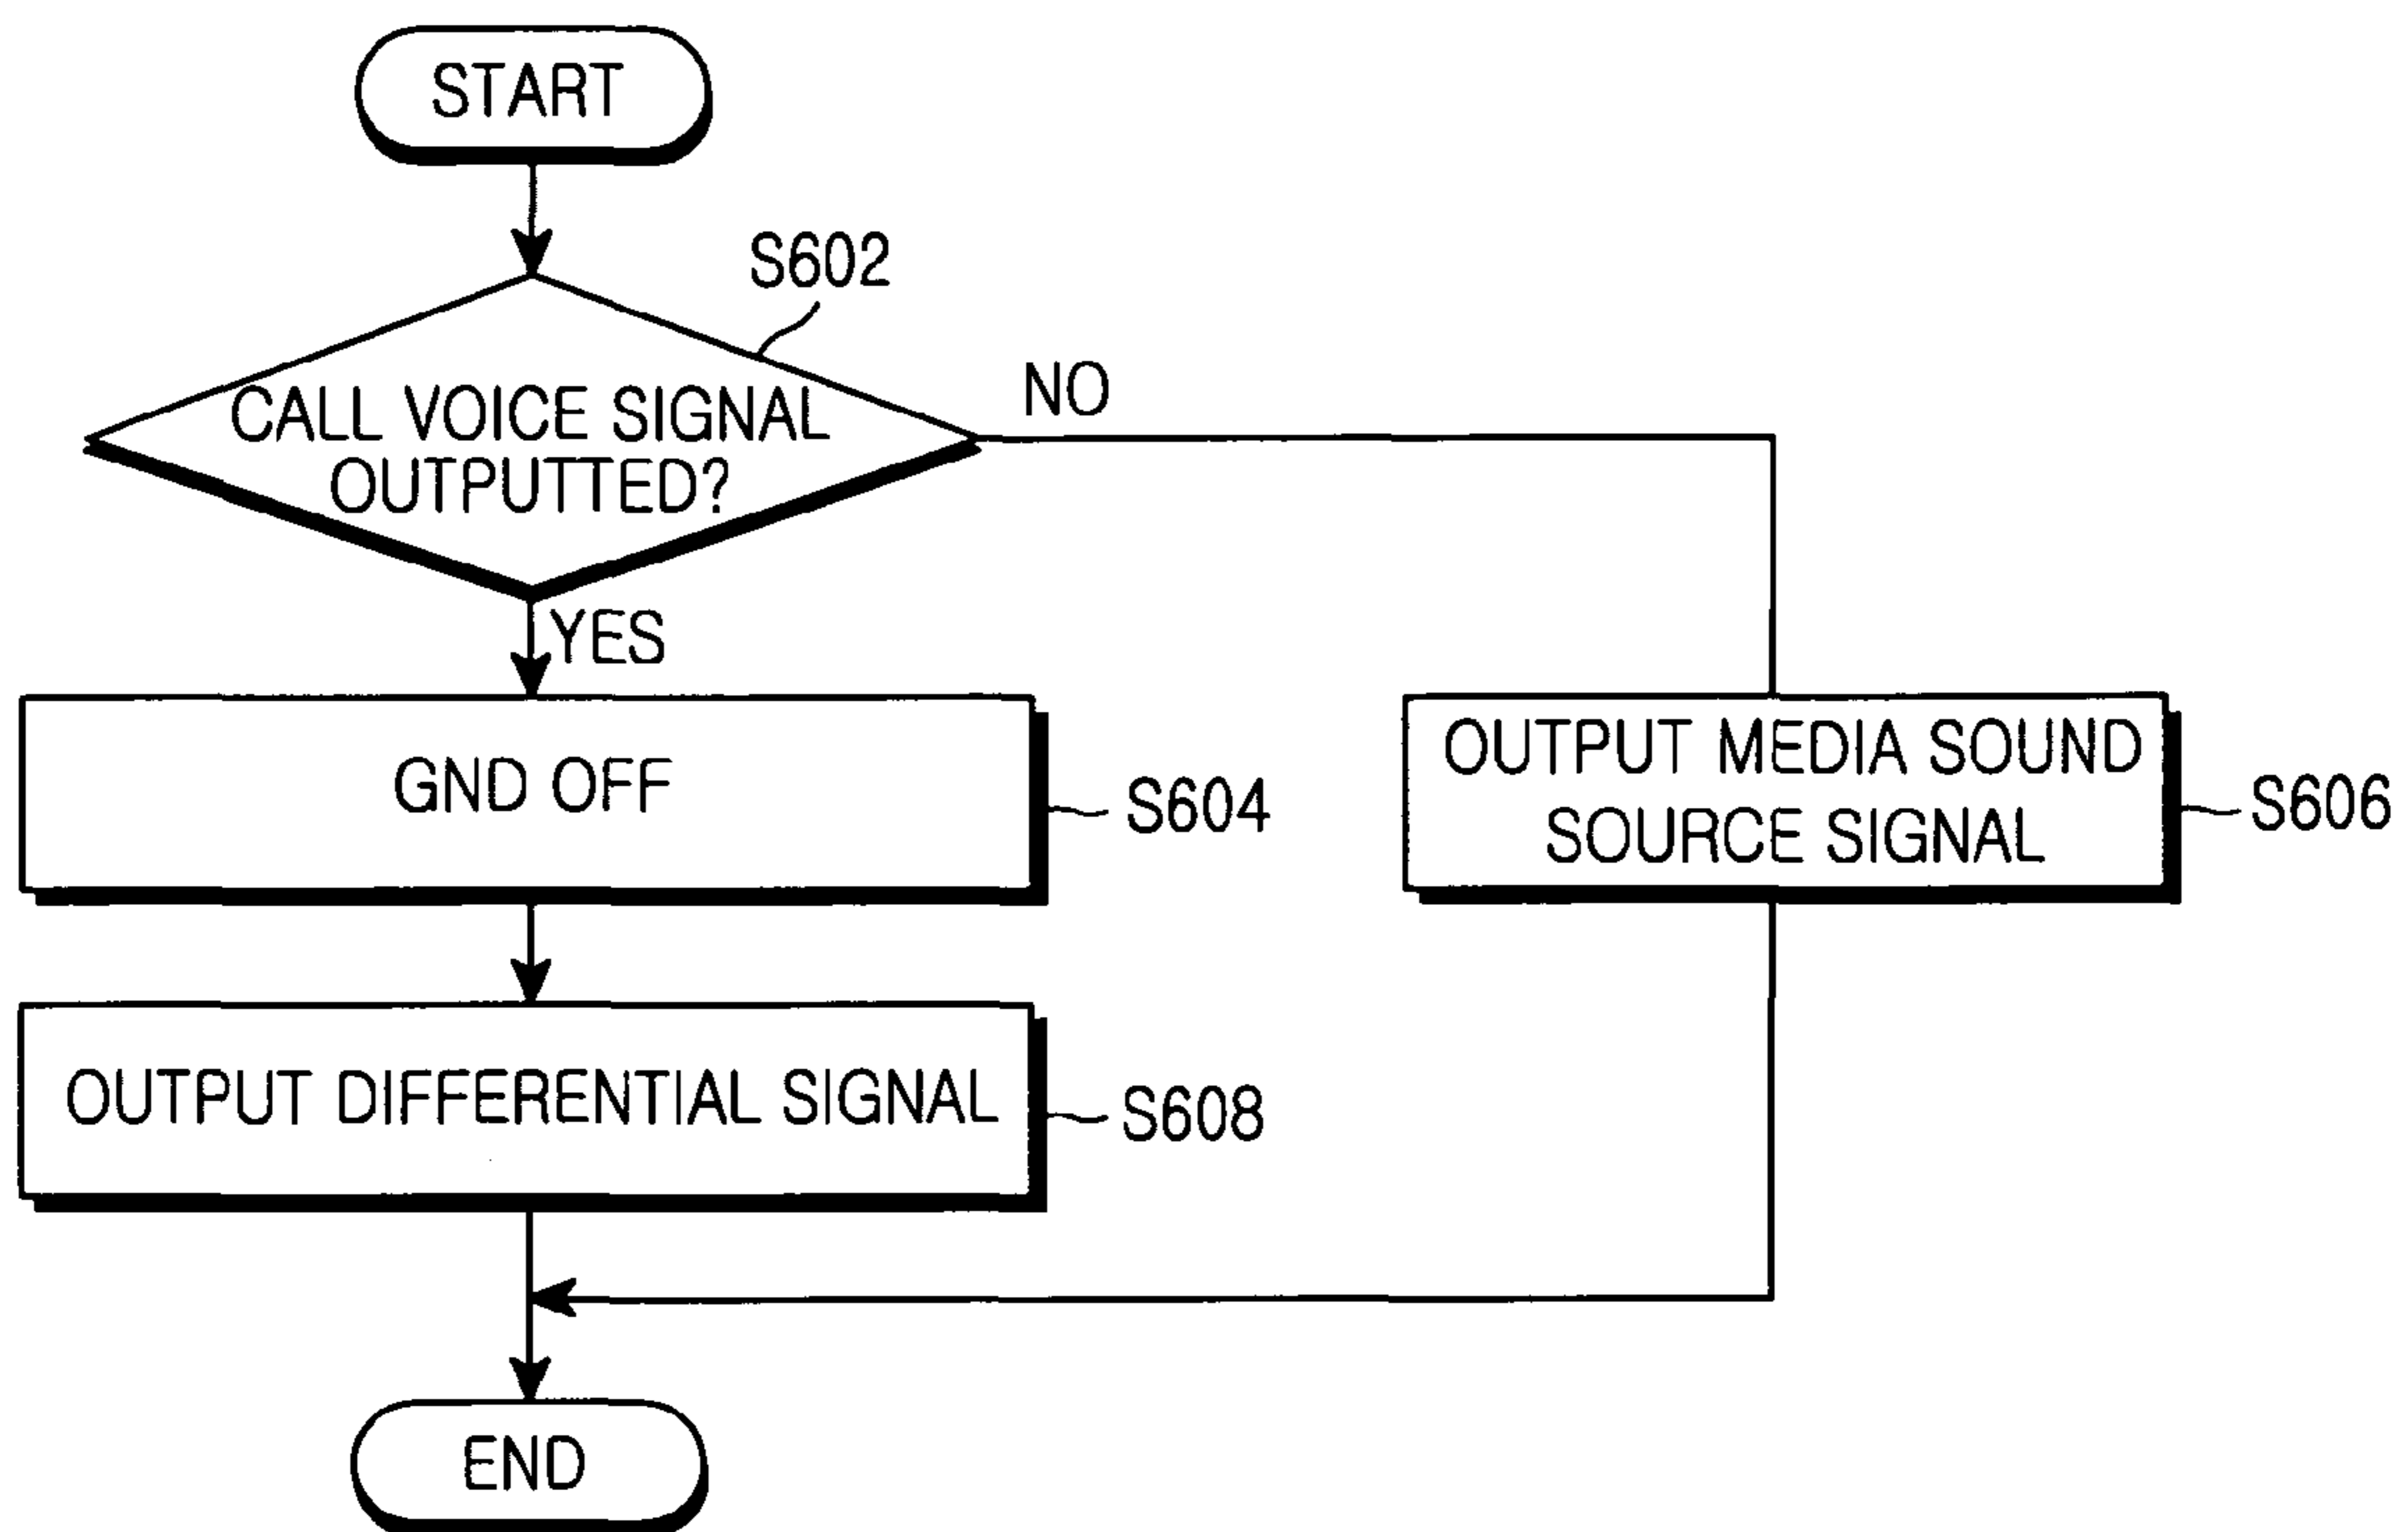 START
S602
CALL VOICE SIGNAL
OUTPUTTED?
NO
YES
GND OFF
S604
OUTPUT MEDIA SOUND
SOURCE SIGNAL
S606
OUTPUT DIFFERENTIAL SIGNAL
S608
END